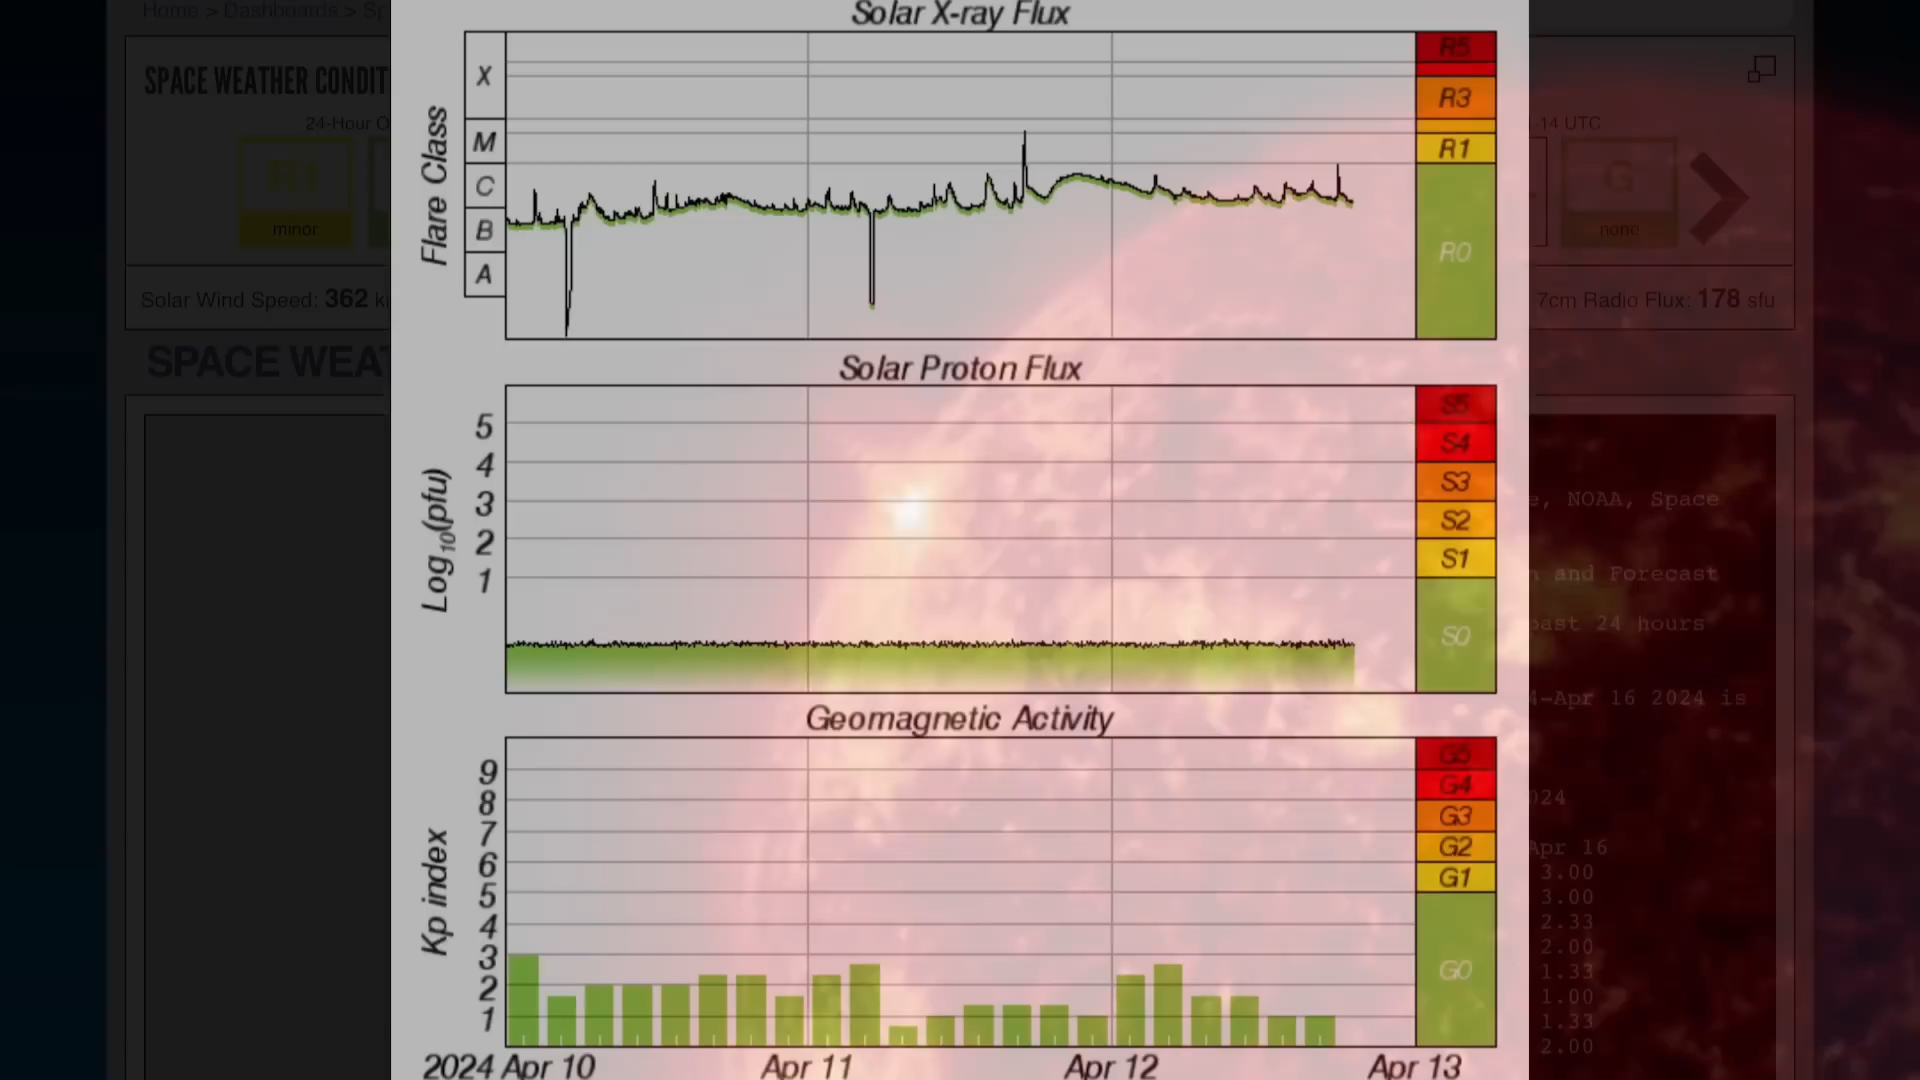 Home > Dashboards > Sp
SPACE WEATHER CONDIT
24-Hour O
R1
minor
Solar Wind Speed: 362 k
SPACE WEAT
Solar X-ray Flux
Flare Class
X
M
C
B
A
R5
R3
R1
R0
Solar Proton Flux
Log10(pfu)
5
4
3
2
1
S5
S4
S3
S2
S1
S0
Geomagnetic Activity
Kp index
9
8
7
6
5
4
3
2
1
G5
G4
G3
G2
G1
G0
2024 Apr 10
Apr 11
Apr 12
Apr 13
-14 UTC
G
none
7cm Radio Flux: 178 sfu
e, NOAA, Space
n and Forecast
past 24 hours
4-Apr 16 2024 is
024
Apr 16
3.00
3.00
2.33
2.00
1.33
1.00
1.33
2.00